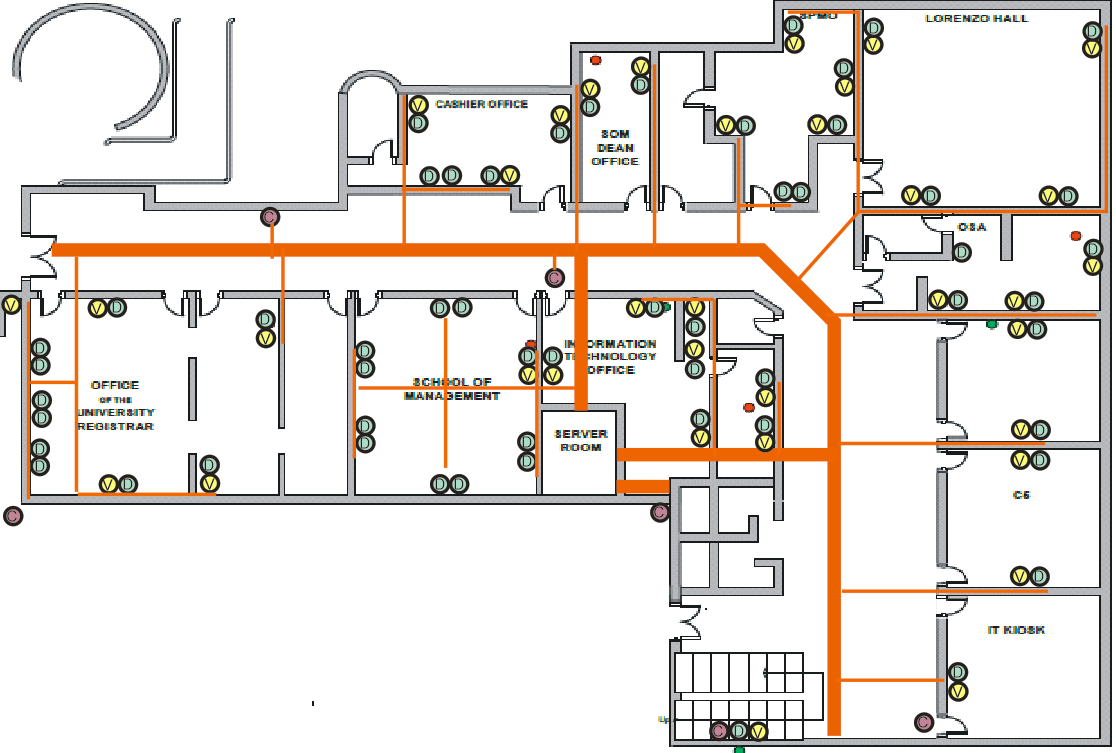 SPMO
LORENZO HALL
CASHIER OFFICE
SOM
DEAN
OFFICE
OSA
INFORMATION
TECHNOLOGY
OFFICE
SCHOOL OF
MANAGEMENT
OFFICE
OF THE
UNIVERSITY
REGISTRAR
SERVER
ROOM
C5
IT KIOSK
Up
V
D
V
D
D
D
D
V
V
D
V
D
V
D
D
V
D
V
V
D
V
D
D
D
V
D
D
V
V
D
V
D
C
C
V
V
D
D
V
D
D
D
D
D
D
D
V
D
D
V
C
D
D
D
D
D
D
D
D
V
D
V
D
V
D
V
D
V
D
V
D
D
V
D
V
D
D
D
V
V
D
V
D
V
D
V
D
V
D
D
V
C
C
C
D
V